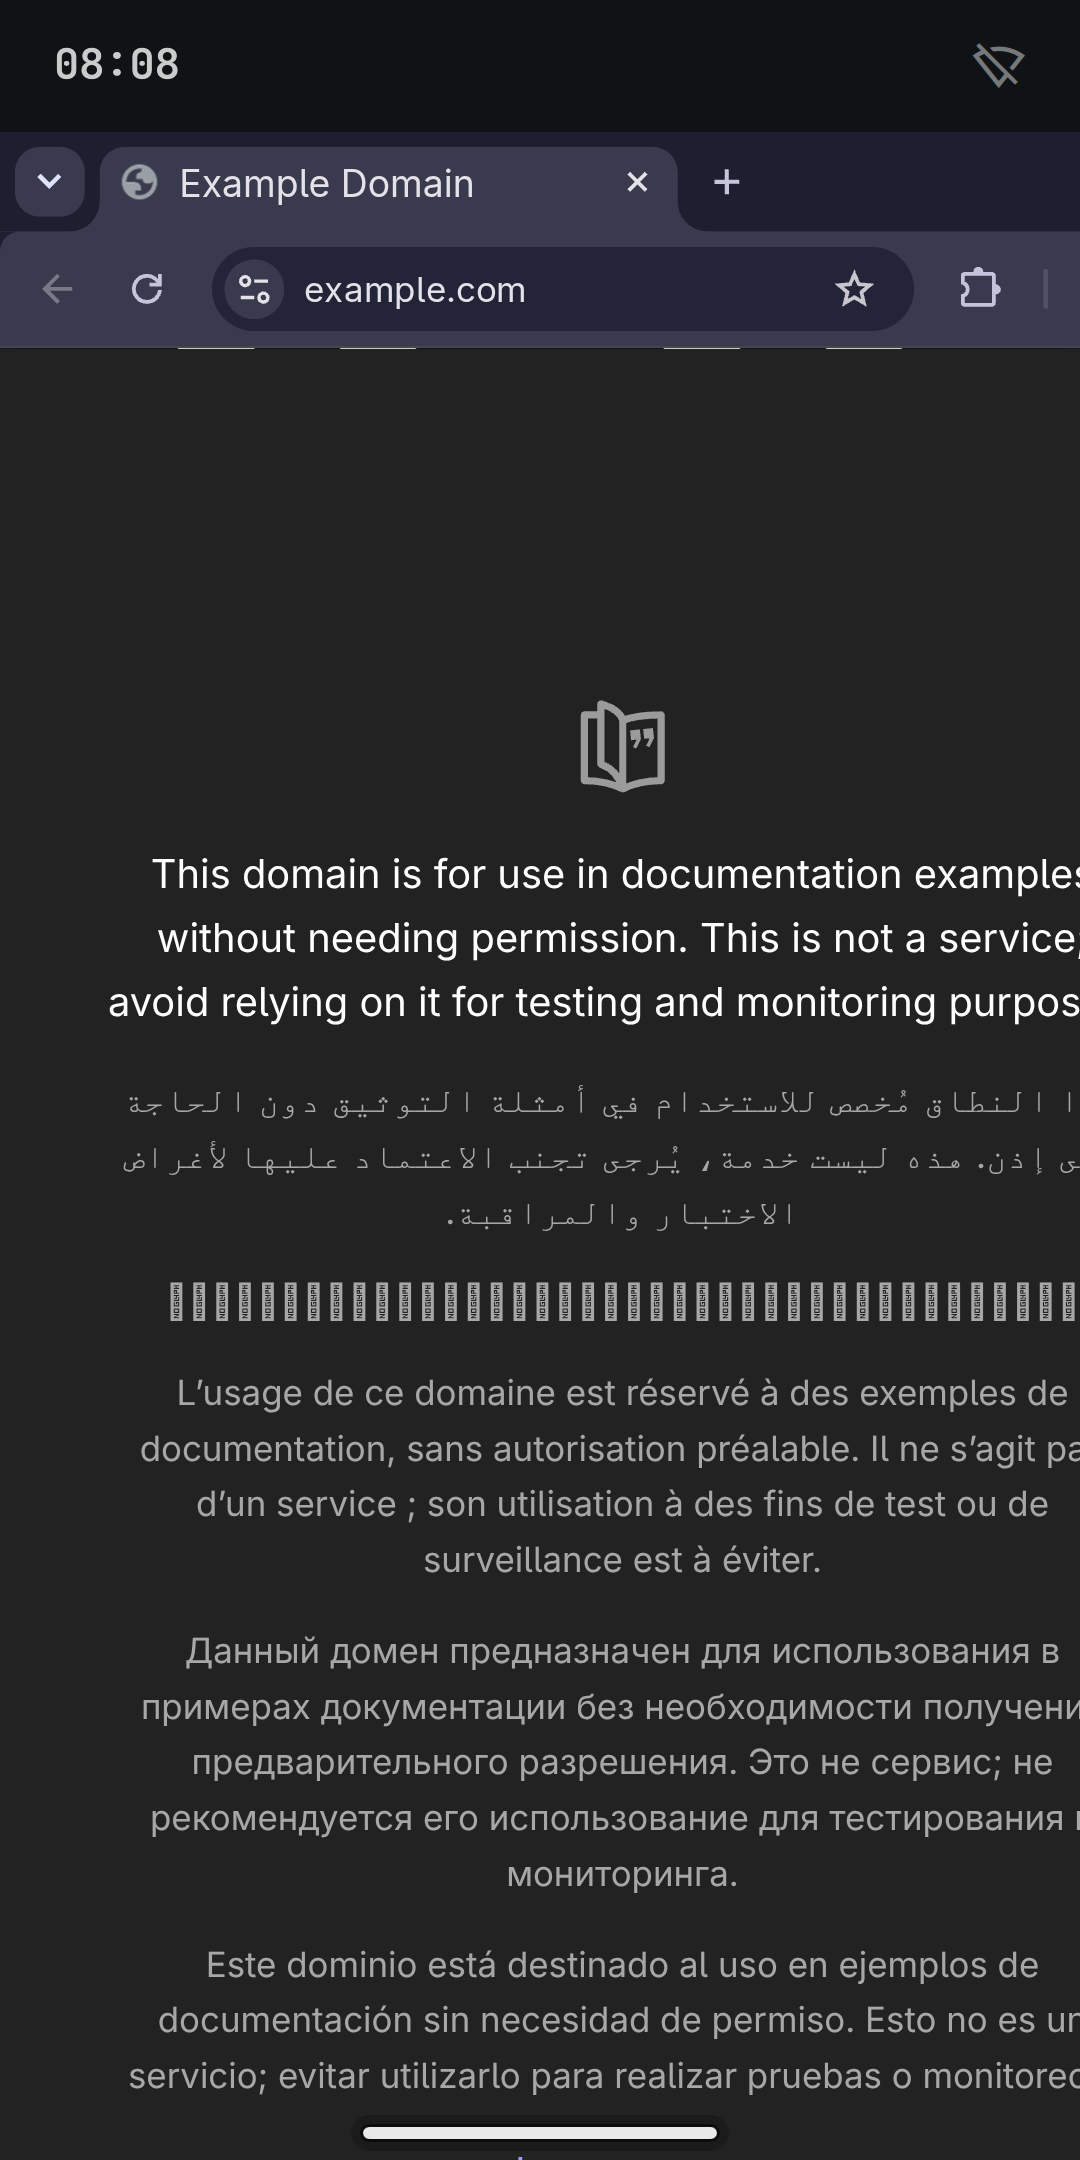 08:08
Example Domain
example.com
This domain is for use in documentation examples
without needing permission. This is not a service;
avoid relying on it for testing and monitoring purpos
ا النطاق مُخصص للاستخدام في أمثلة التوثيق دون الحاجة
ى إذن. هذه ليست خدمة، يُرجى تجنب الاعتماد عليها لأغراض
الاختبار والمراقبة.
L’usage de ce domaine est réservé à des exemples de
documentation, sans autorisation préalable. Il ne s’agit pa
d’un service ; son utilisation à des fins de test ou de
surveillance est à éviter.
Данный домен предназначен для использования в
примерах документации без необходимости получени
предварительного разрешения. Это не сервис; не
рекомендуется его использование для тестирования
мониторинга.
Este dominio está destinado al uso en ejemplos de
documentación sin necesidad de permiso. Esto no es un
servicio; evitar utilizarlo para realizar pruebas o monitoreo